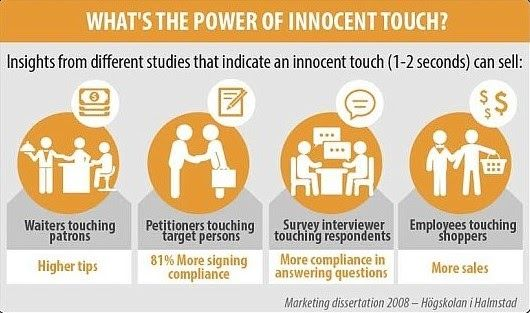 WHAT'S THE POWER OF INNOCENT TOUCH?
Insights from different studies that indicate an innocent touch (1-2 seconds) can sell:
$
$ $
$
Waiters touching
patrons
Higher tips
Petitioners touching
target persons
81% More signing
compliance
Survey interviewer
touching respondents
More compliance in
answering questions
Employees touching
shoppers
More sales
Marketing dissertation 2008 – Högskolan i Halmstad